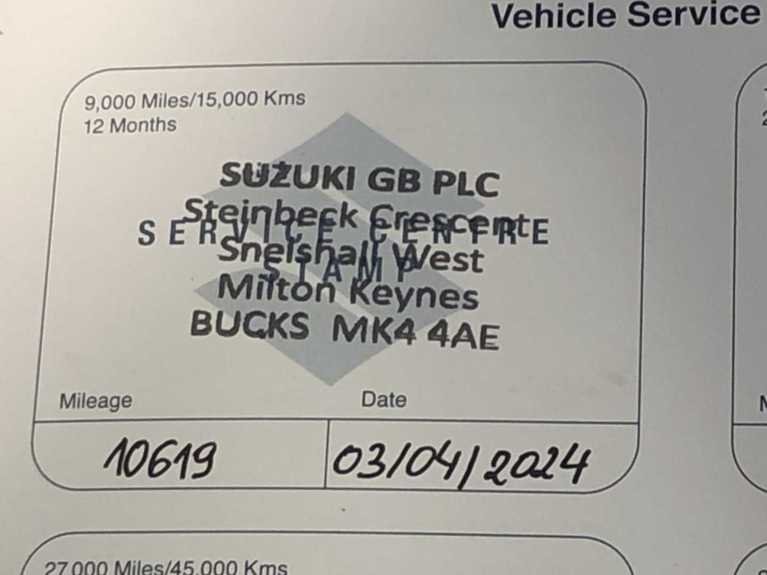 Vehicle Service
9,000 Miles/15,000 Kms
12 Months
SUZUKI GB PLC
Steinbeck Crescent
SERVICE CENTRE
Snelshall West
STAMP
Milton Keynes
BUCKS MK4 4AE
Mileage
Date
10619
03/04/2024
27,000 Miles/45,000 Kms